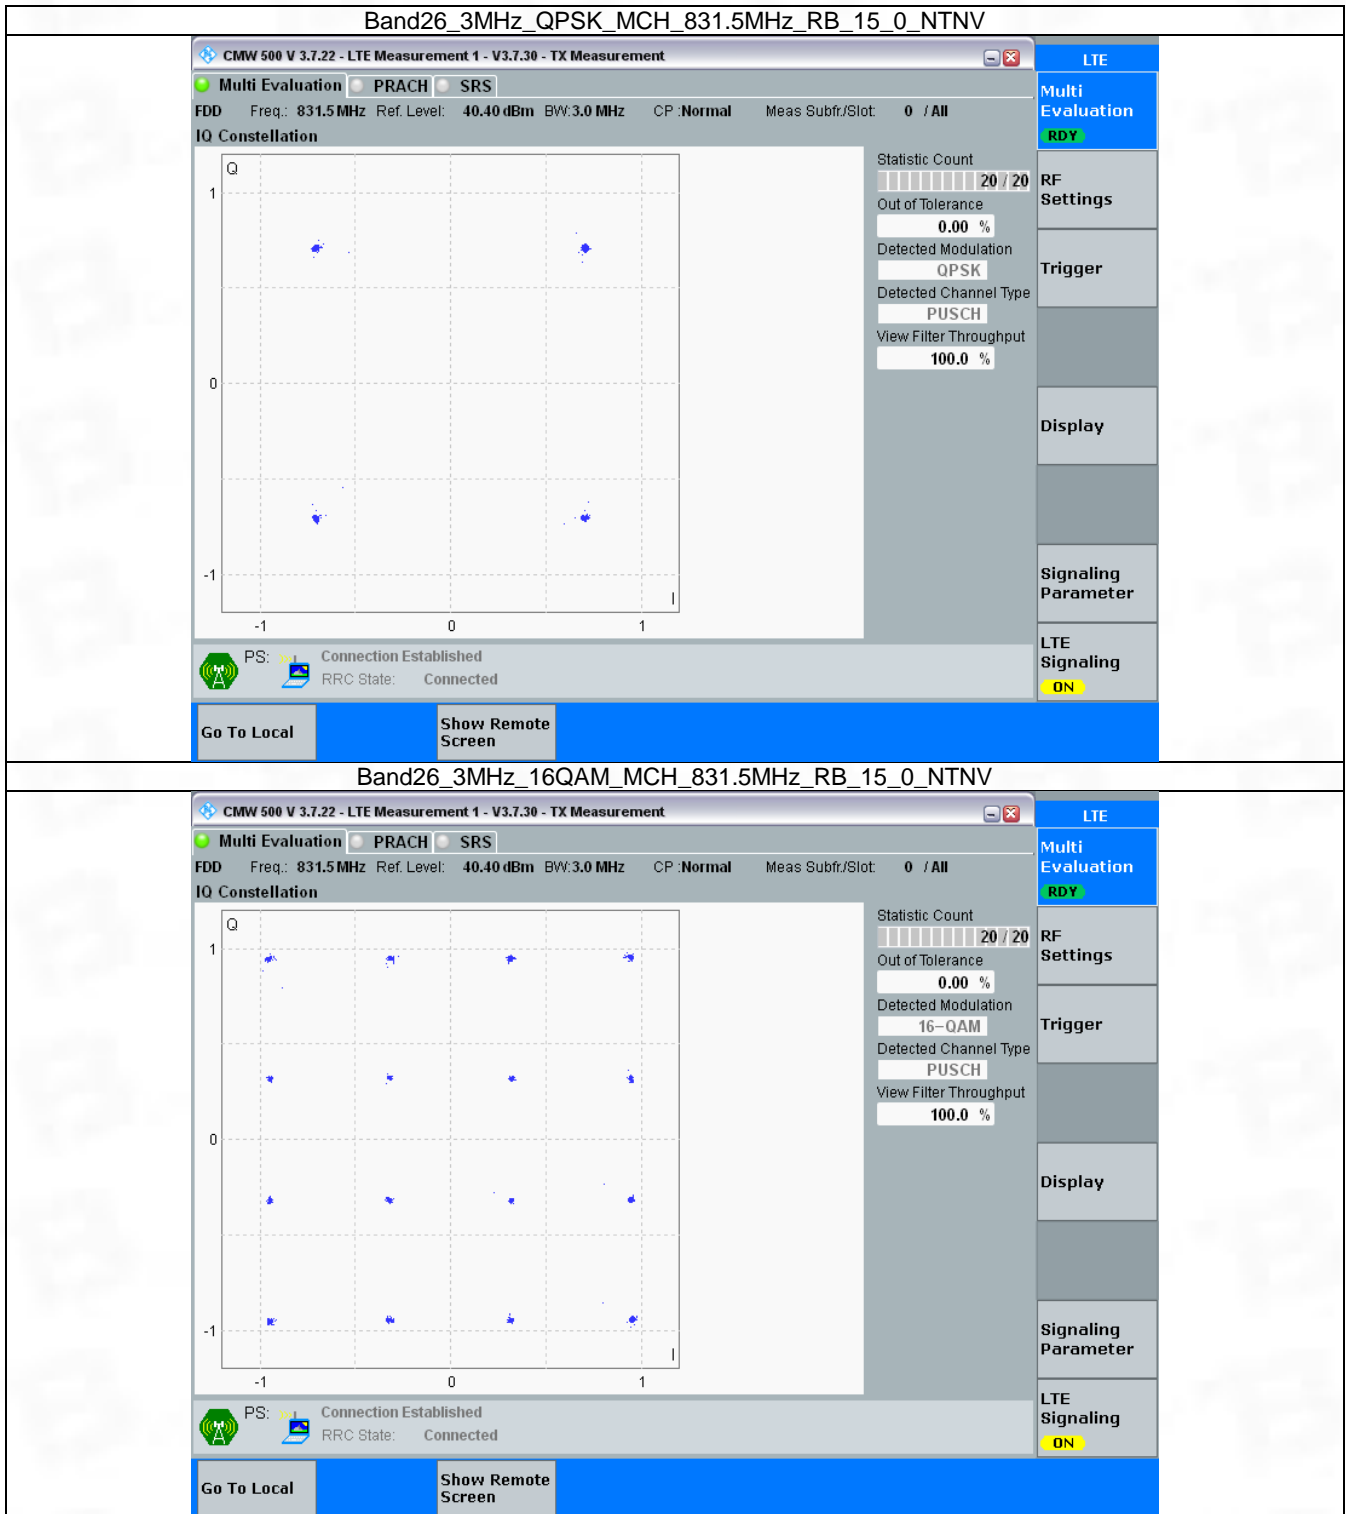 Band26_3MHz_QPSK_MCH_831.5MHz_RB_15_0_NTNV
CMW 500 V 3.7.22 - LTE Measurement 1 - V3.7.30 - TX Measurement
LTE
Multi Evaluation PRACH SRS
Multi
Evaluation
RDY
FDD Freq.: 831.5 MHz Ref. Level: 40.40 dBm BW: 3.0 MHz CP : Normal Meas Subfr./Slot: 0 / All
IQ Constellation
Q
1
0
-1
I
-1 0 1
Statistic Count
20 / 20
Out of Tolerance
0.00 %
Detected Modulation
QPSK
Detected Channel Type
PUSCH
View Filter Throughput
100.0 %
RF
Settings
Trigger
Display
Signaling
Parameter
LTE
Signaling
ON
PS: Connection Established
RRC State: Connected
Go To Local
Show Remote
Screen
Band26_3MHz_16QAM_MCH_831.5MHz_RB_15_0_NTNV
CMW 500 V 3.7.22 - LTE Measurement 1 - V3.7.30 - TX Measurement
LTE
Multi Evaluation PRACH SRS
Multi
Evaluation
RDY
FDD Freq.: 831.5 MHz Ref. Level: 40.40 dBm BW: 3.0 MHz CP : Normal Meas Subfr./Slot: 0 / All
IQ Constellation
Q
1
0
-1
I
-1 0 1
Statistic Count
20 / 20
Out of Tolerance
0.00 %
Detected Modulation
16-QAM
Detected Channel Type
PUSCH
View Filter Throughput
100.0 %
RF
Settings
Trigger
Display
Signaling
Parameter
LTE
Signaling
ON
PS: Connection Established
RRC State: Connected
Go To Local
Show Remote
Screen